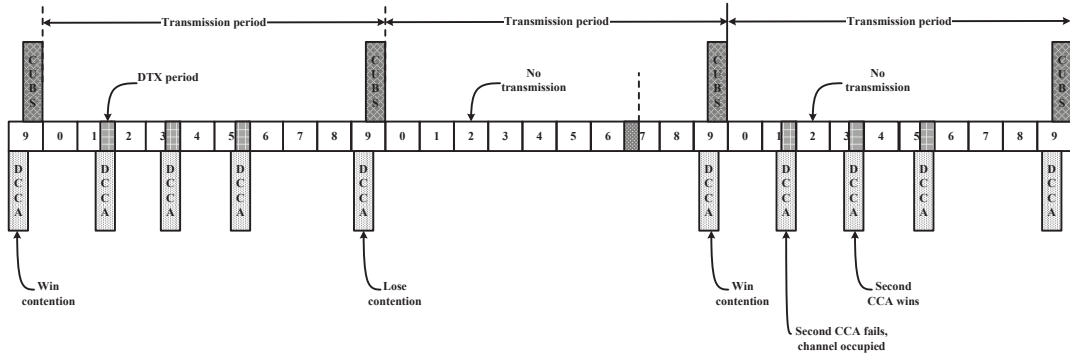 Transmission period
Transmission period
Transmission period
CUBS
CUBS
CUBS
CUBS
DTX period
No
transmission
No
transmission
9 0 1 2 3 4 5 6 7 8 9 0 1 2 3 4 5 6 7 8 9 0 1 2 3 4 5 6 7 8 9
DCCA
DCCA
DCCA
DCCA
DCCA
DCCA
DCCA
DCCA
DCCA
DCCA
Win
contention
Lose
contention
Win
contention
Second
CCA wins
Second CCA fails,
channel occupied